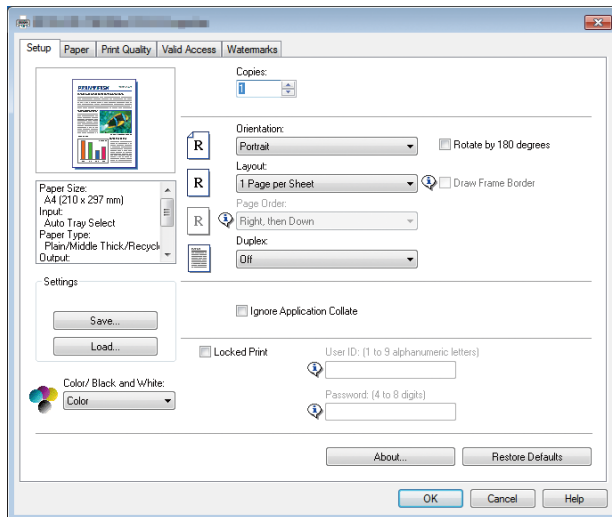 Setup
Paper
Print Quality
Valid Access
Watermarks
Copies:
1
Orientation:
R
Portrait
Rotate by 180 degrees
Layout:
R
1 Page per Sheet
Draw Frame Border
Page Order:
R
Right, then Down
Duplex:
Off
Paper Size:
A4 (210 x 297 mm)
Input:
Auto Tray Select
Paper Type:
Plain/Middle Thick/Recycl
Output:
Settings
Save...
Load...
Ignore Application Collate
Locked Print
User ID: (1 to 9 alphanumeric letters)
Password: (4 to 8 digits)
Color/ Black and White:
Color
About...
Restore Defaults
OK
Cancel
Help